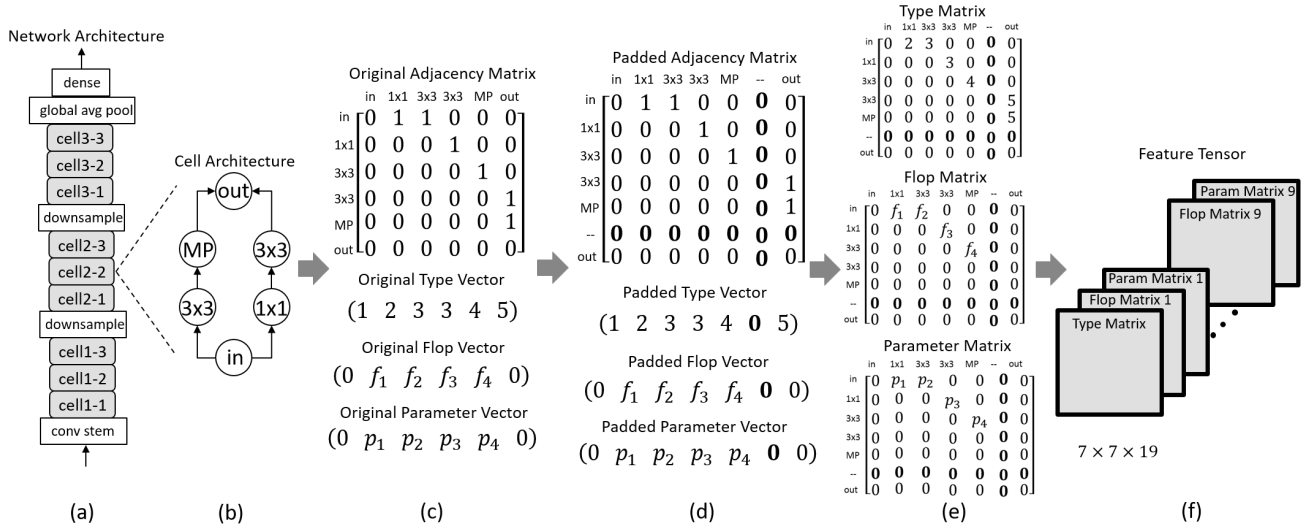 Network Architecture
dense
global avg pool
cell3-3
cell3-2
cell3-1
downsample
cell2-3
cell2-2
cell2-1
downsample
cell1-3
cell1-2
cell1-1
conv stem
(a)
Cell Architecture
out
MP 3x3
3x3 1x1
in
(b)
Original Adjacency Matrix
in 1x1 3x3 3x3 MP out
in 0 1 1 0 0 0
1x1 0 0 0 1 0 0
3x3 0 0 0 0 1 0
3x3 0 0 0 0 0 1
MP 0 0 0 0 0 1
out 0 0 0 0 0 0
Original Type Vector
(1 2 3 3 4 5)
Original Flop Vector
(0 f1 f2 f3 f4 0)
Original Parameter Vector
(0 p1 p2 p3 p4 0)
(c)
Padded Adjacency Matrix
in 1x1 3x3 3x3 MP -- out
in 0 1 1 0 0 0 0
1x1 0 0 0 1 0 0 0
3x3 0 0 0 0 1 0 0
3x3 0 0 0 0 0 0 1
MP 0 0 0 0 0 0 1
-- 0 0 0 0 0 0 0
out 0 0 0 0 0 0 0
Padded Type Vector
(1 2 3 3 4 0 5)
Padded Flop Vector
(0 f1 f2 f3 f4 0 0)
Padded Parameter Vector
(0 p1 p2 p3 p4 0 0)
(d)
Type Matrix
in 1x1 3x3 3x3 MP -- out
in 0 2 3 0 0 0 0
1x1 0 0 0 3 0 0 0
3x3 0 0 0 0 4 0 0
3x3 0 0 0 0 0 0 5
MP 0 0 0 0 0 0 5
-- 0 0 0 0 0 0 0
out 0 0 0 0 0 0 0
Flop Matrix
in 1x1 3x3 3x3 MP -- out
in 0 f1 f2 0 0 0 0
1x1 0 0 0 f3 0 0 0
3x3 0 0 0 0 f4 0 0
3x3 0 0 0 0 0 0 0
MP 0 0 0 0 0 0 0
-- 0 0 0 0 0 0 0
out 0 0 0 0 0 0 0
Parameter Matrix
in 1x1 3x3 3x3 MP -- out
in 0 p1 p2 0 0 0 0
1x1 0 0 0 p3 0 0 0
3x3 0 0 0 0 p4 0 0
3x3 0 0 0 0 0 0 0
MP 0 0 0 0 0 0 0
-- 0 0 0 0 0 0 0
out 0 0 0 0 0 0 0
(e)
Feature Tensor
Param Matrix 9
Flop Matrix 9
Param Matrix 1
Flop Matrix 1
Type Matrix
7 × 7 × 19
(f)